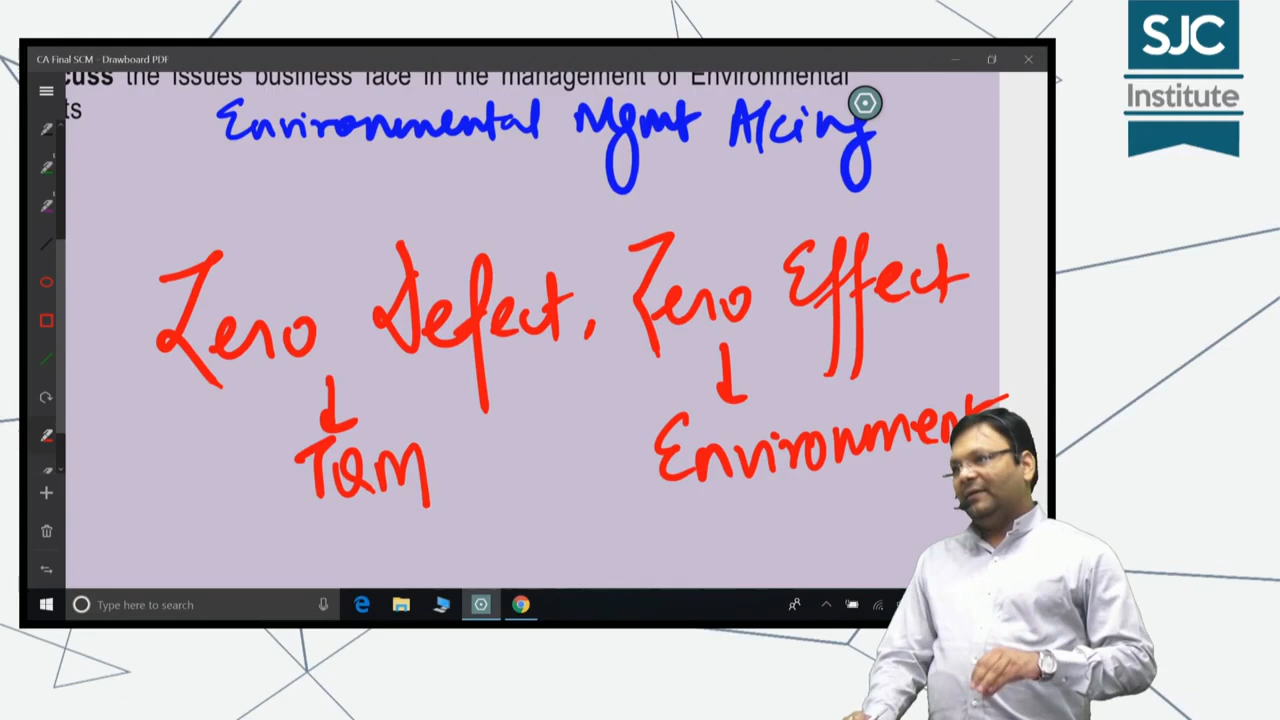 SJC
Institute
CA Final SCM - Drawboard PDF
cuss the issues business face in the management of Environmental
ts
Environmental Mgmt A/cing
Zero Defect, Zero Effect
TQM
Environment
Type here to search